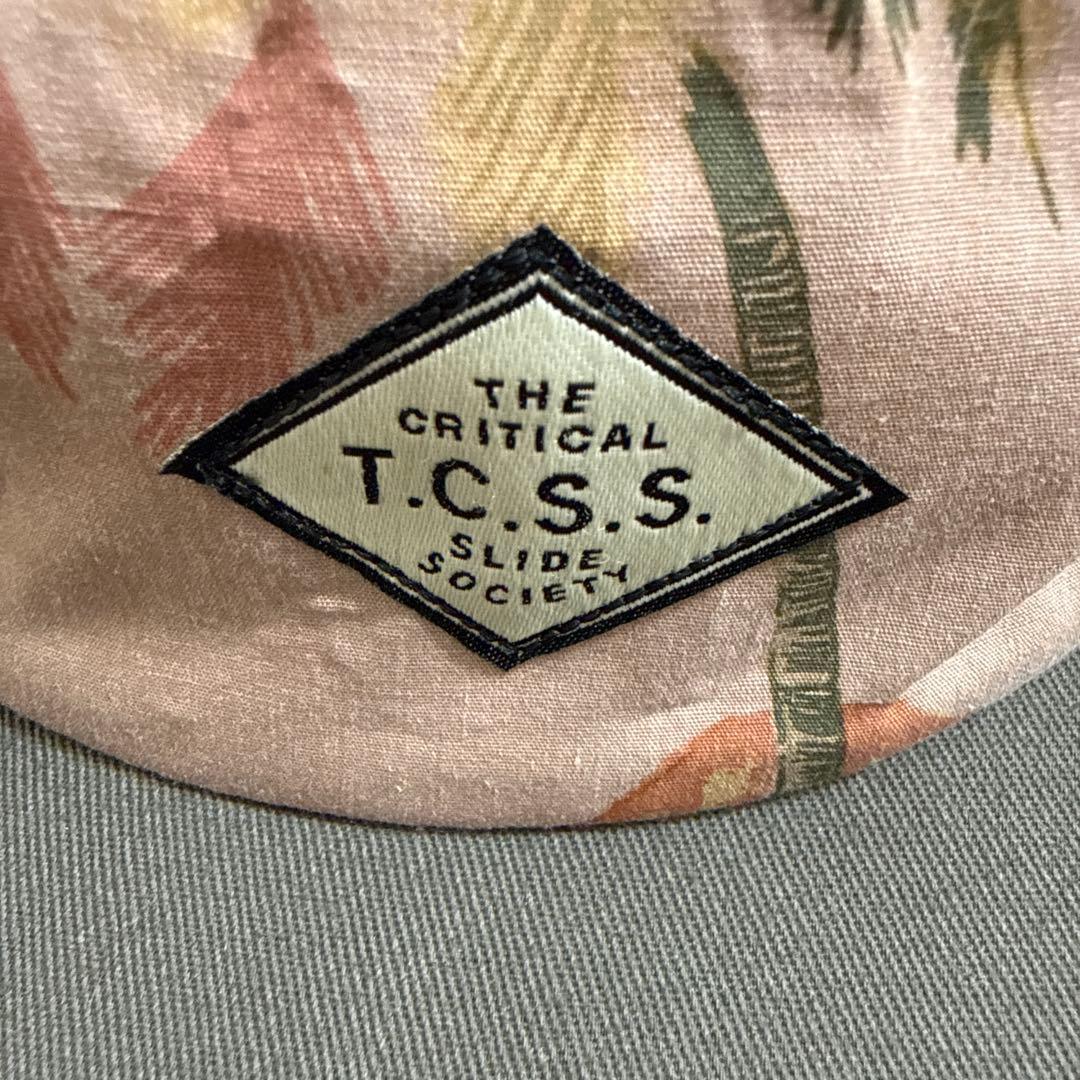 THE
CRITICAL
T.C.S.S.
SLIDE
SOCIETY